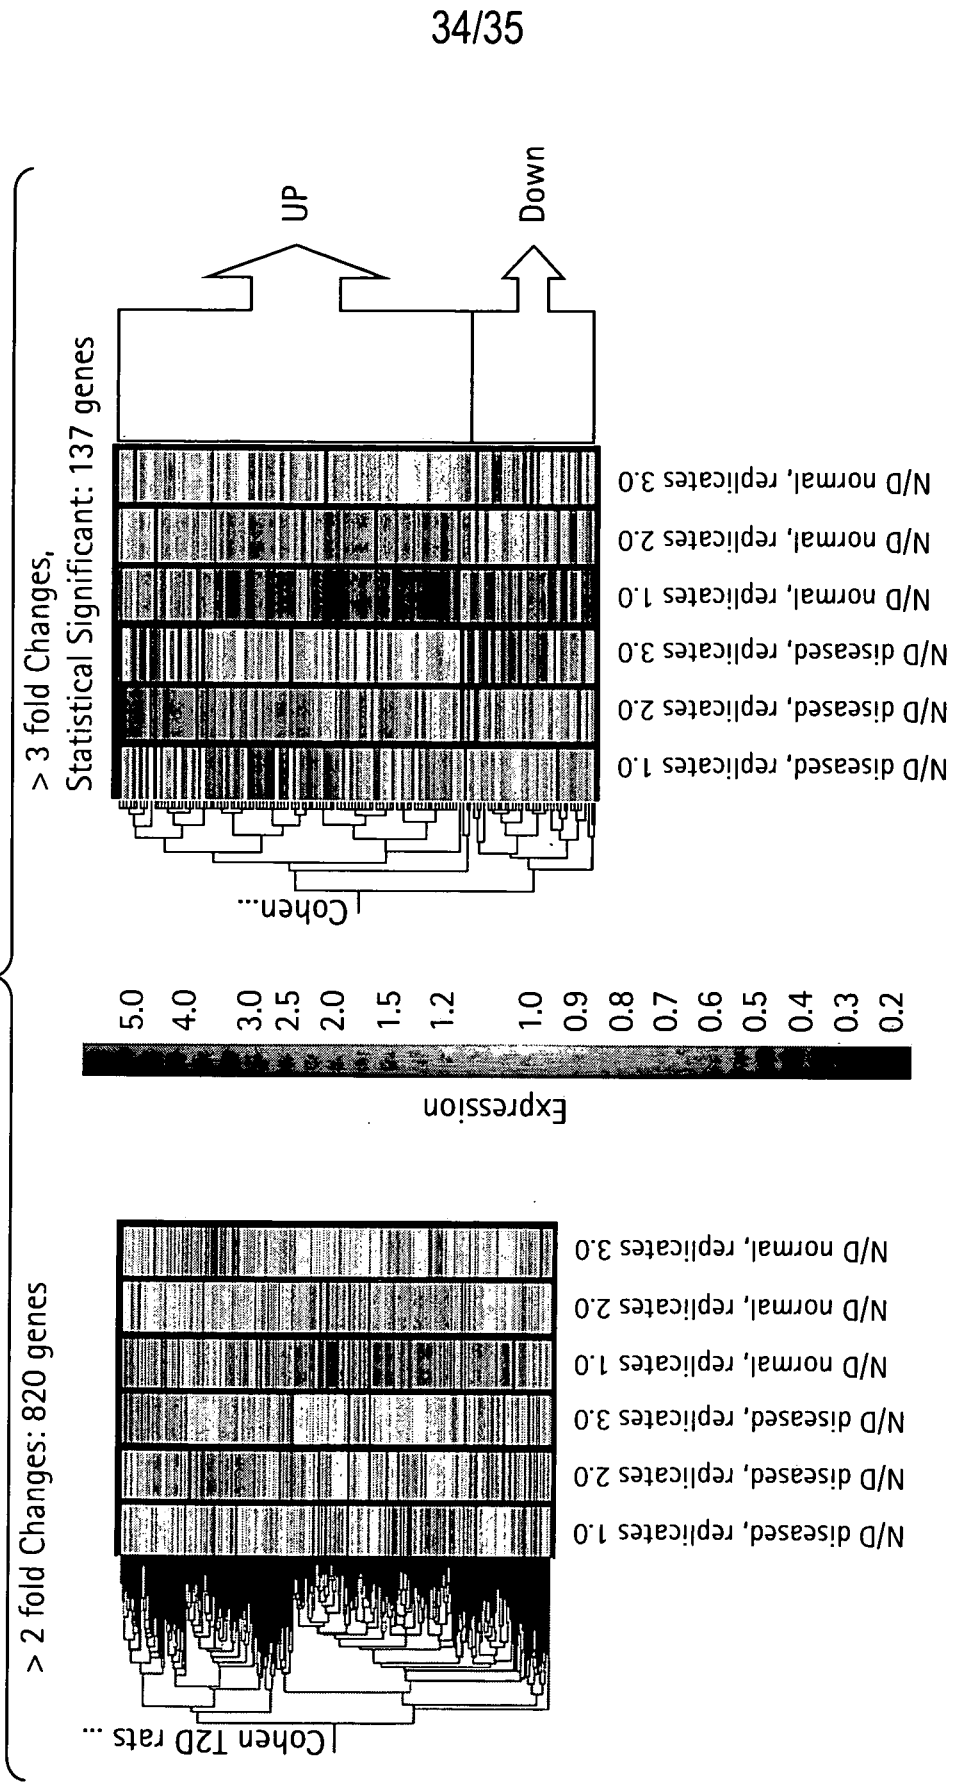 34/35
> 2 fold Changes: 820 genes
Cohen T2D rats ...
N/D diseased, replicates 1.0
N/D diseased, replicates 2.0
N/D diseased, replicates 3.0
N/D normal, replicates 1.0
N/D normal, replicates 2.0
N/D normal, replicates 3.0
Expression
5.0
4.0
3.0
2.5
2.0
1.5
1.2
1.0
0.9
0.8
0.7
0.6
0.5
0.4
0.3
0.2
> 3 fold Changes,
Statistical Significant: 137 genes
Cohen...
N/D diseased, replicates 1.0
N/D diseased, replicates 2.0
N/D diseased, replicates 3.0
N/D normal, replicates 1.0
N/D normal, replicates 2.0
N/D normal, replicates 3.0
UP
Down